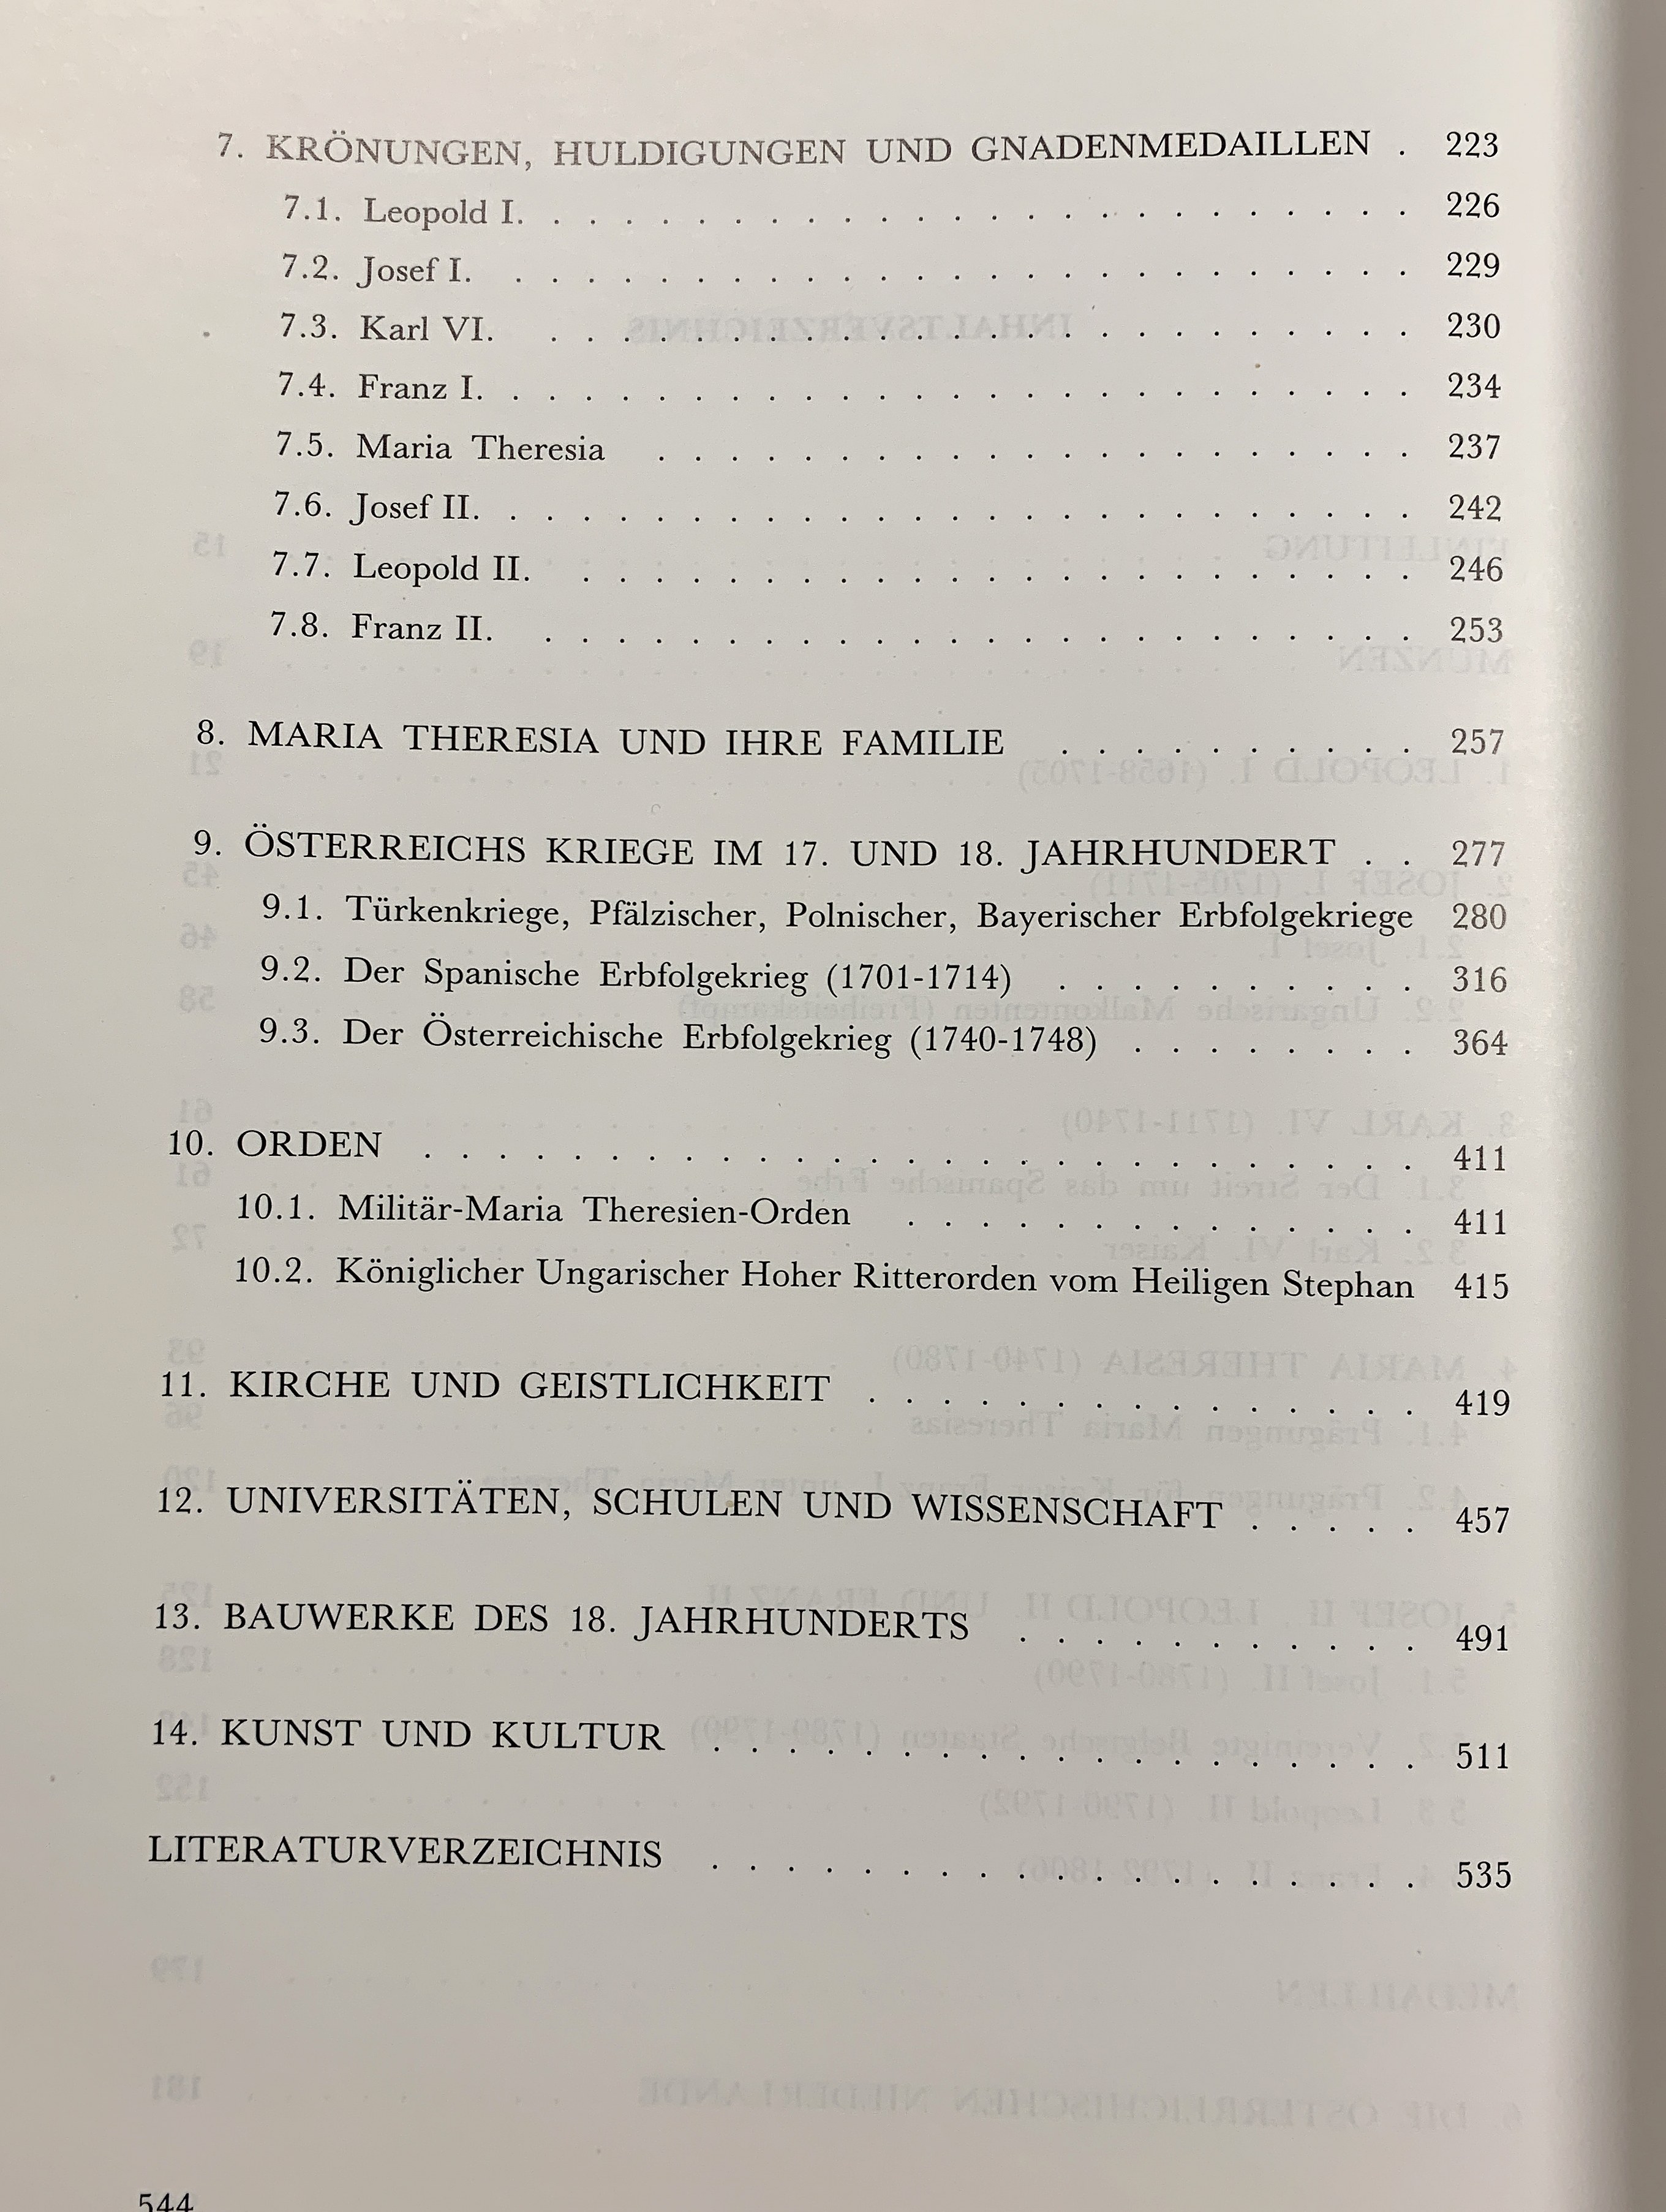 7. KRÖNUNGEN, HULDIGUNGEN UND GNADENMEDAILLEN . 223
7.1. Leopold I. . . . . . . . . . . . . . . . . . . . . . . . . 226
7.2. Josef I. . . . . . . . . . . . . . . . . . . . . . . . . . 229
7.3. Karl VI. . . . . . . . . . . . . . . . . . . . . . . . . 230
7.4. Franz I. . . . . . . . . . . . . . . . . . . . . . . . . . 234
7.5. Maria Theresia . . . . . . . . . . . . . . . . . . . . . 237
7.6. Josef II. . . . . . . . . . . . . . . . . . . . . . . . . . 242
7.7. Leopold II. . . . . . . . . . . . . . . . . . . . . . . . 246
7.8. Franz II. . . . . . . . . . . . . . . . . . . . . . . . . 253
8. MARIA THERESIA UND IHRE FAMILIE . . . . . . . . . . 257
9. ÖSTERREICHS KRIEGE IM 17. UND 18. JAHRHUNDERT . . 277
9.1. Türkenkriege, Pfälzischer, Polnischer, Bayerischer Erbfolgekriege 280
9.2. Der Spanische Erbfolgekrieg (1701-1714) . . . . . . . . . . 316
9.3. Der Österreichische Erbfolgekrieg (1740-1748) . . . . . . . . 364
10. ORDEN . . . . . . . . . . . . . . . . . . . . . . . . . . . 411
10.1. Militär-Maria Theresien-Orden . . . . . . . . . . . . . . 411
10.2. Königlicher Ungarischer Hoher Ritterorden vom Heiligen Stephan 415
11. KIRCHE UND GEISTLICHKEIT . . . . . . . . . . . . . . . 419
12. UNIVERSITÄTEN, SCHULEN UND WISSENSCHAFT . . . . . 457
13. BAUWERKE DES 18. JAHRHUNDERTS . . . . . . . . . . . 491
14. KUNST UND KULTUR . . . . . . . . . . . . . . . . . . . 511
LITERATURVERZEICHNIS . . . . . . . . . . . . . . . . . . . 535
544